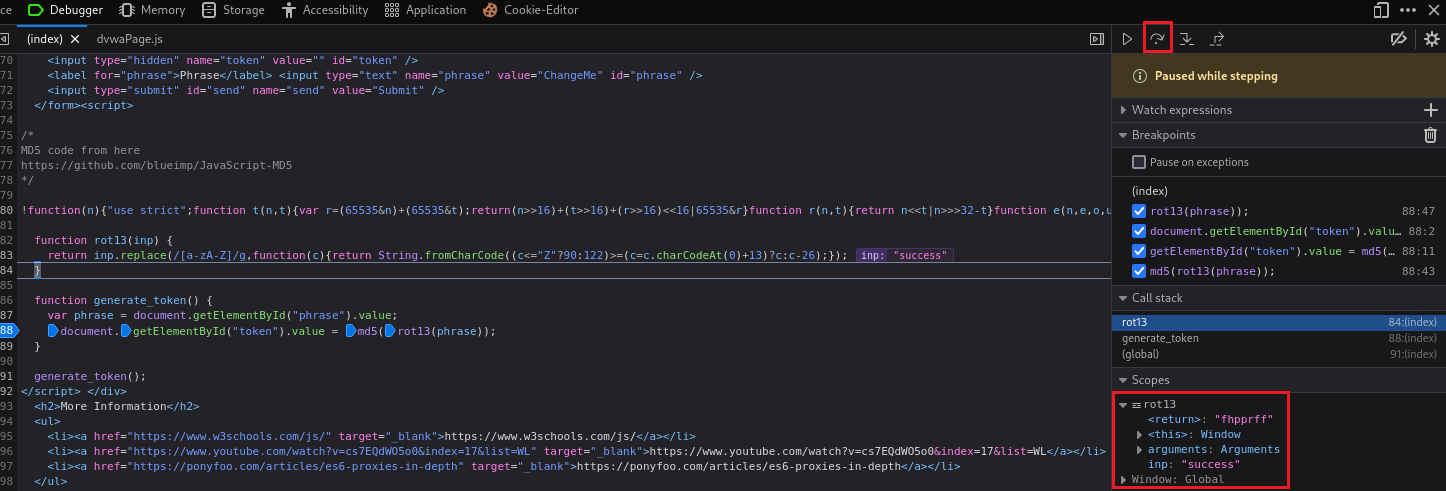 ce Debugger Memory Storage Accessibility Application Cookie-Editor
(index) dvwaPage.js
70 <input type="hidden" name="token" value="" id="token" />
71 <label for="phrase">Phrase</label> <input type="text" name="phrase" value="ChangeMe" id="phrase" />
72 <input type="submit" id="send" name="send" value="Submit" />
73 </form><script>
74
75 /*
76 MD5 code from here
77 https://github.com/blueimp/JavaScript-MD5
78 */
79
80 !function(n){"use strict";function t(n,t){var r=(65535&n)+(65535&t);return(n>>16)+(t>>16)+(r>>16)<<16|65535&r}function r(n,t){return n<<t|n>>>32-t}function e(n,e,o,u
81
82 function rot13(inp) {
83 return inp.replace(/[a-zA-Z]/g,function(c){return String.fromCharCode((c<="Z"?90:122)>=(c=c.charCodeAt(0)+13)?c:c-26);}); inp: "success"
84 }
85
86 function generate_token() {
87 var phrase = document.getElementById("phrase").value;
88 document.getElementById("token").value = md5(rot13(phrase));
89 }
90
91 generate_token();
92 </script> </div>
93 <h2>More Information</h2>
94 <ul>
95 <li><a href="https://www.w3schools.com/js/" target="_blank">https://www.w3schools.com/js/</a></li>
96 <li><a href="https://www.youtube.com/watch?v=cs7EQdWO5o0&index=17&list=WL" target="_blank">https://www.youtube.com/watch?v=cs7EQdWO5o0&index=17&list=WL</a></li>
97 <li><a href="https://ponyfoo.com/articles/es6-proxies-in-depth" target="_blank">https://ponyfoo.com/articles/es6-proxies-in-depth</a></li>
98 </ul>
Paused while stepping
Watch expressions
Breakpoints
Pause on exceptions
(index)
rot13(phrase)); 88:47
document.getElementById("token").valu… 88:2
getElementById("token").value = md5(… 88:11
md5(rot13(phrase)); 88:43
Call stack
rot13 84:(index)
generate_token 88:(index)
(global) 91:(index)
Scopes
rot13
<return>: "fhpprff"
<this>: Window
arguments: Arguments
inp: "success"
Window: Global